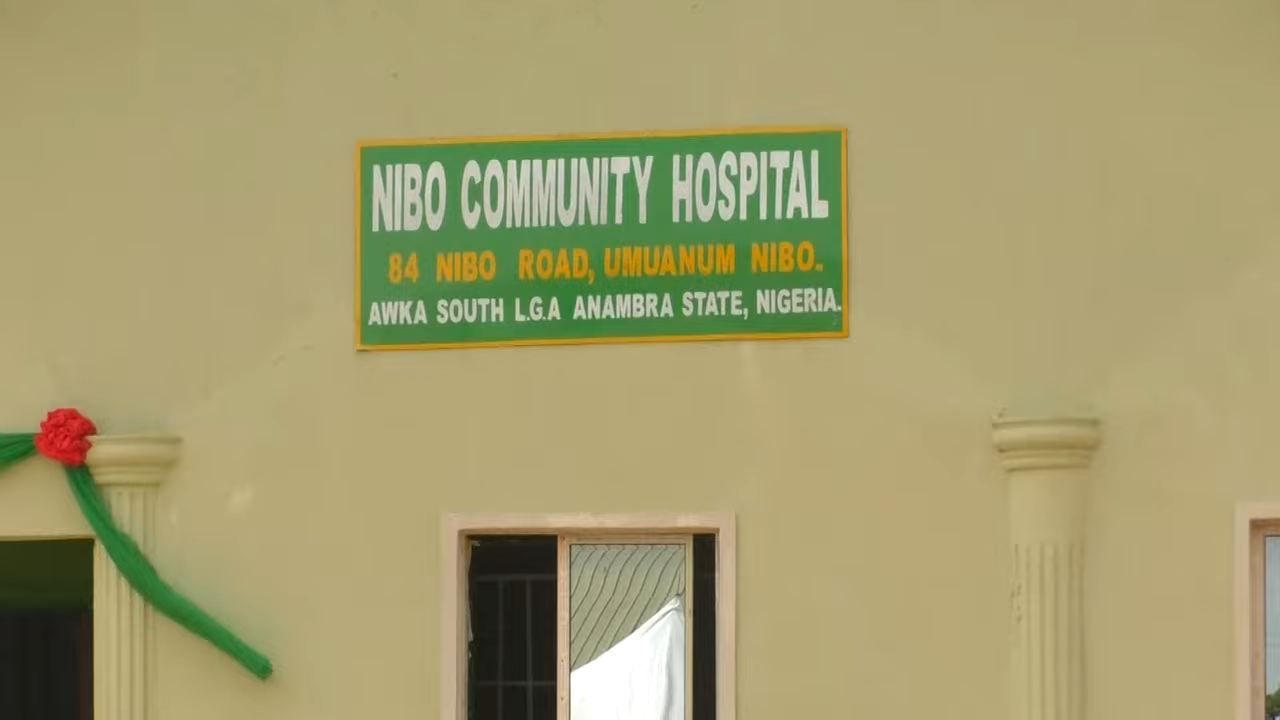 NIBO COMMUNITY HOSPITAL
84 NIBO ROAD, UMUANUM NIBO.
AWKA SOUTH L.G.A ANAMBRA STATE, NIGERIA.